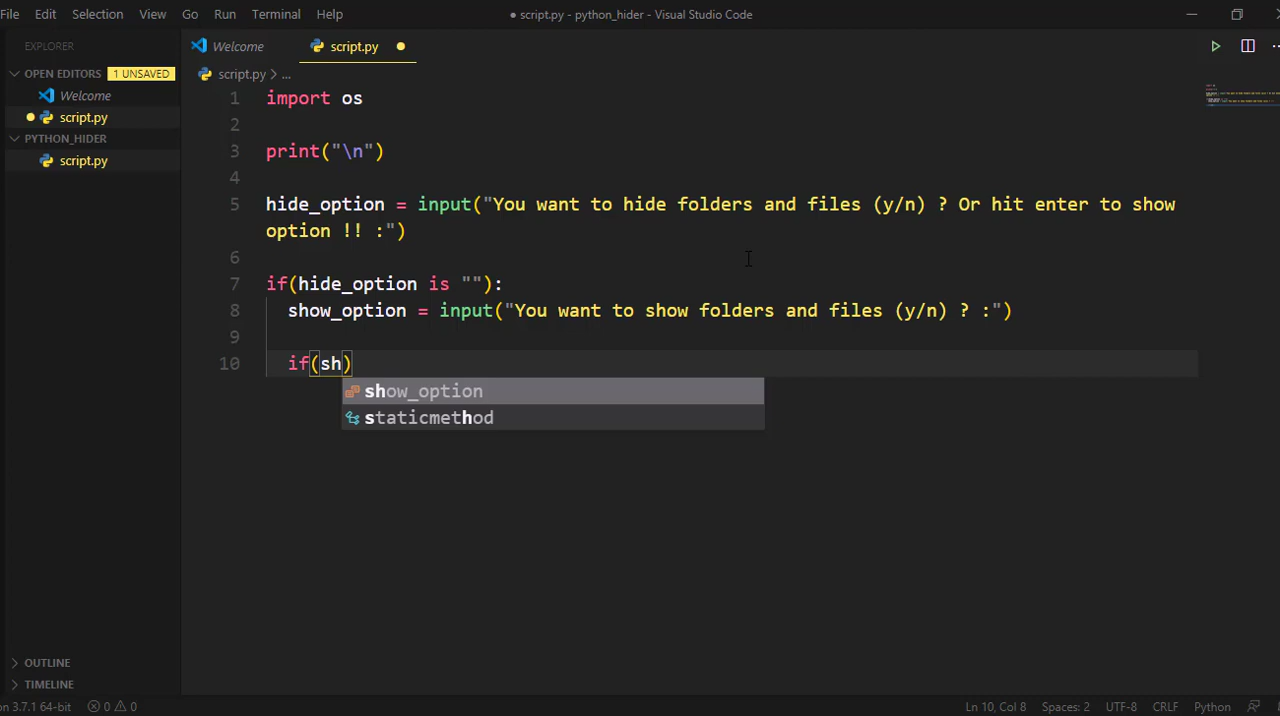 File Edit Selection View Go Run Terminal Help
● script.py - python_hider - Visual Studio Code
EXPLORER
OPEN EDITORS 1 UNSAVED
Welcome
script.py
PYTHON_HIDER
script.py
OUTLINE
TIMELINE
Welcome script.py
script.py > ...
1 import os
2
3 print("\n")
4
5 hide_option = input("You want to hide folders and files (y/n) ? Or hit enter to show
option !! :")
6
7 if(hide_option is ""):
8 show_option = input("You want to show folders and files (y/n) ? :")
9
10 if(sh)
show_option
staticmethod
on 3.7.1 64-bit 0 0 Ln 10, Col 8 Spaces: 2 UTF-8 CRLF Python